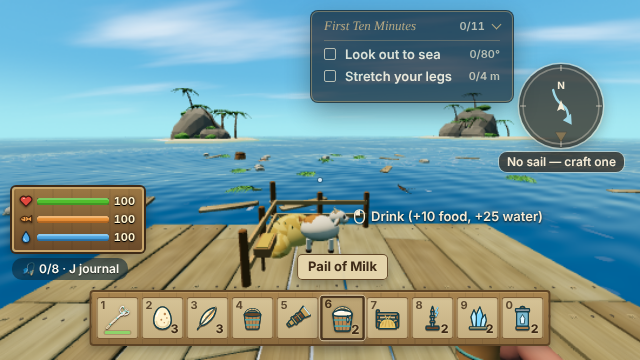 First Ten Minutes 0/11
Look out to sea 0/80°
Stretch your legs 0/4 m
N
No sail — craft one
100
100
100
0/8 · J journal
Drink (+10 food, +25 water)
Pail of Milk
1 2 3 4 5 6 7 8 9 0
3 3 2 2 2 2